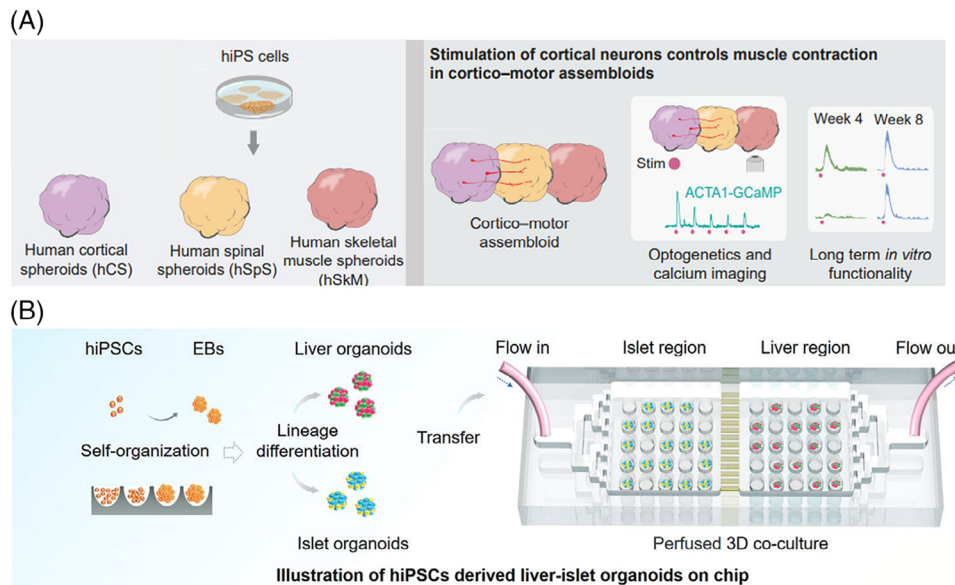 (A)
hiPS cells
Human cortical
spheroids (hCS)
Human spinal
spheroids (hSpS)
Human skeletal
muscle spheroids
(hSkM)
Stimulation of cortical neurons controls muscle contraction
in cortico–motor assembloids
Cortico–motor
assembloid
Stim
ACTA1-GCaMP
Optogenetics and
calcium imaging
Week 4 Week 8
Long term in vitro
functionality
(B)
hiPSCs EBs
Self-organization
Liver organoids
Lineage
differentiation
Islet organoids
Transfer
Flow in Islet region Liver region Flow out
Perfused 3D co-culture
Illustration of hiPSCs derived liver-islet organoids on chip